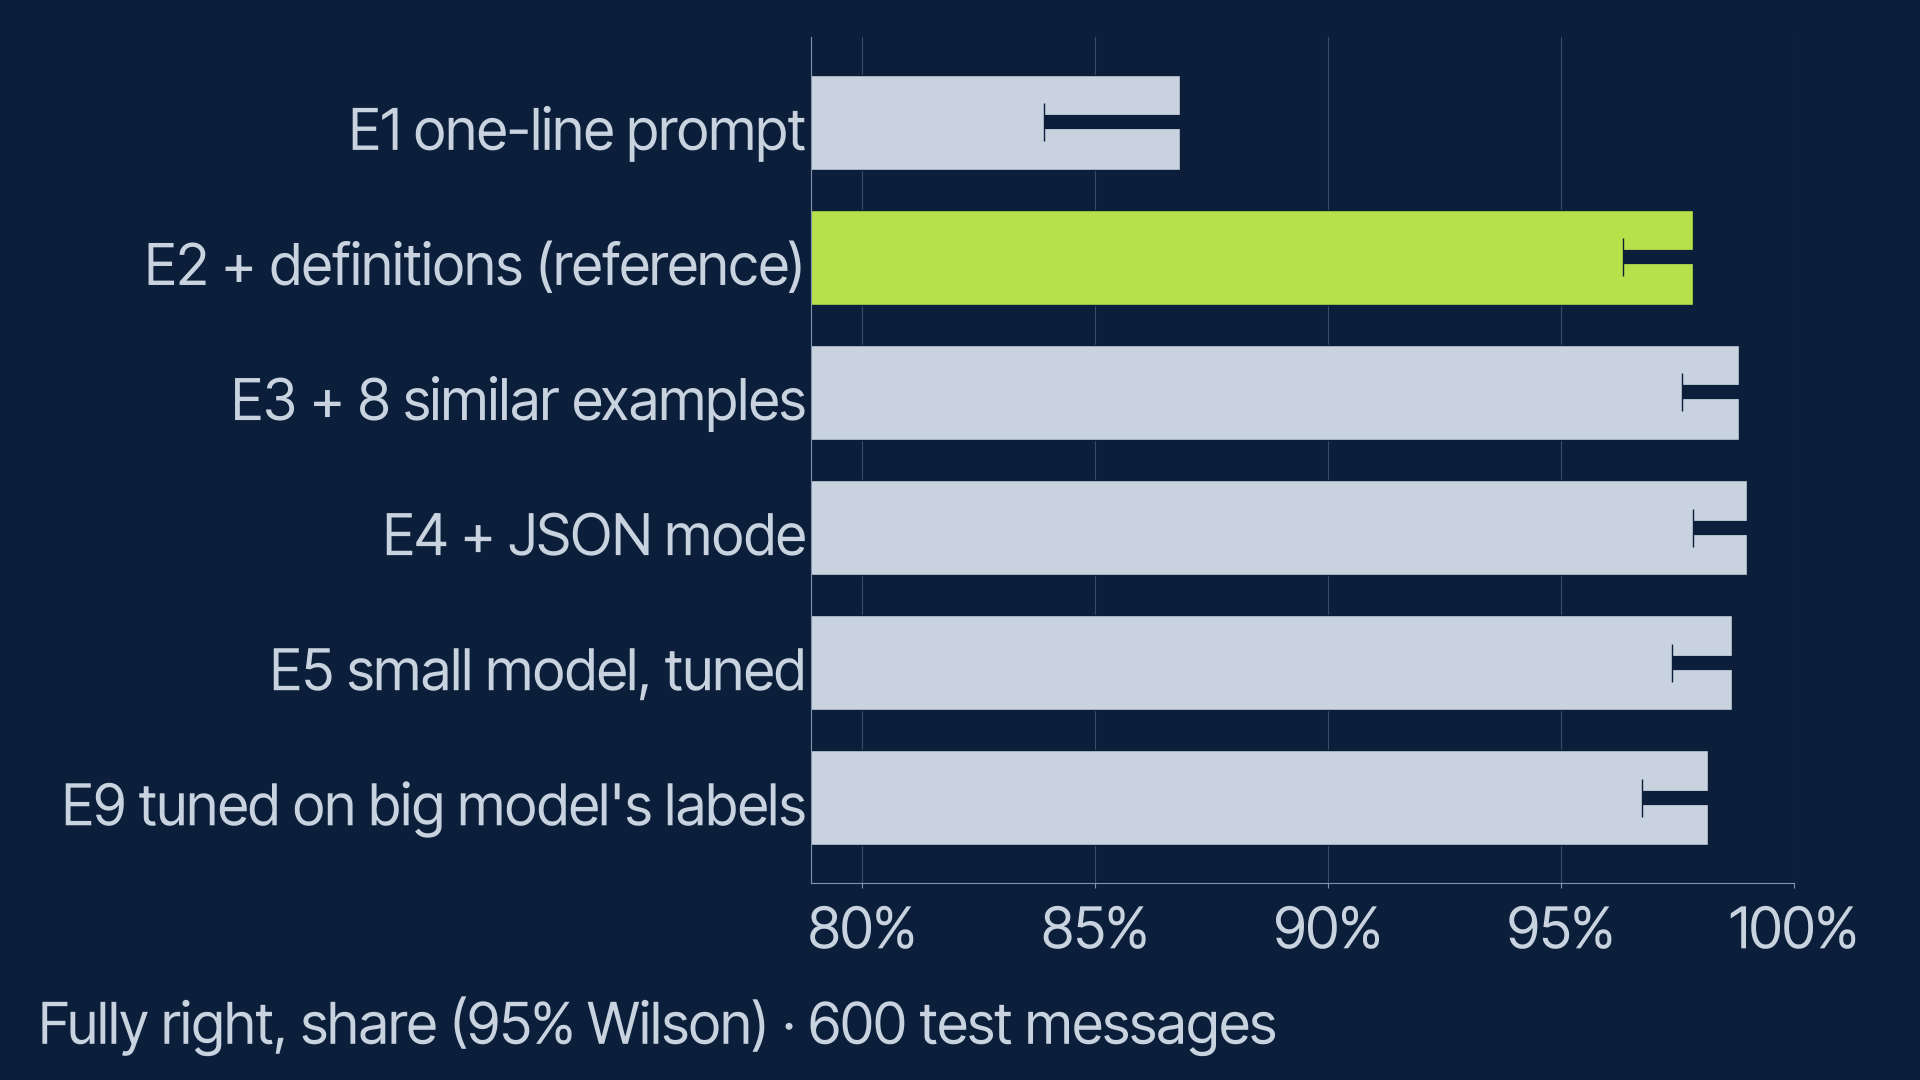 E1 one-line prompt
E2 + definitions (reference)
E3 + 8 similar examples
E4 + JSON mode
E5 small model, tuned
E9 tuned on big model's labels
80% 85% 90% 95% 100%
Fully right, share (95% Wilson) · 600 test messages